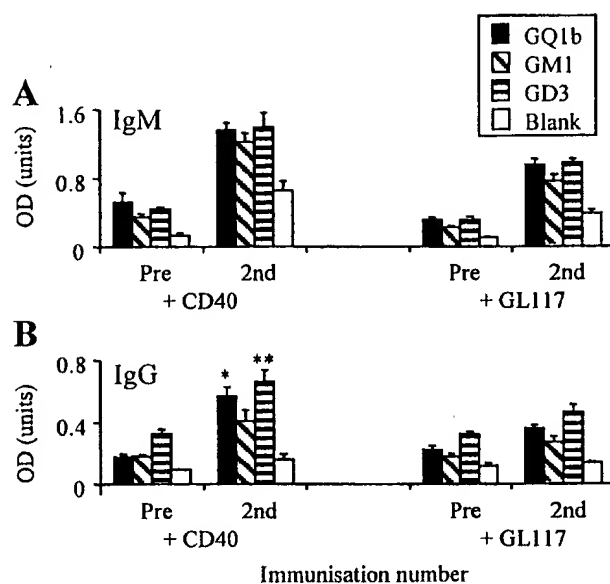 GQ1b
GM1
GD3
Blank
A
IgM
OD (units)
1.6
0.8
0
Pre 2nd Pre 2nd
+ CD40 + GL117
B
IgG
OD (units)
0.8
0.4
0
* **
Pre 2nd Pre 2nd
+ CD40 + GL117
Immunisation number